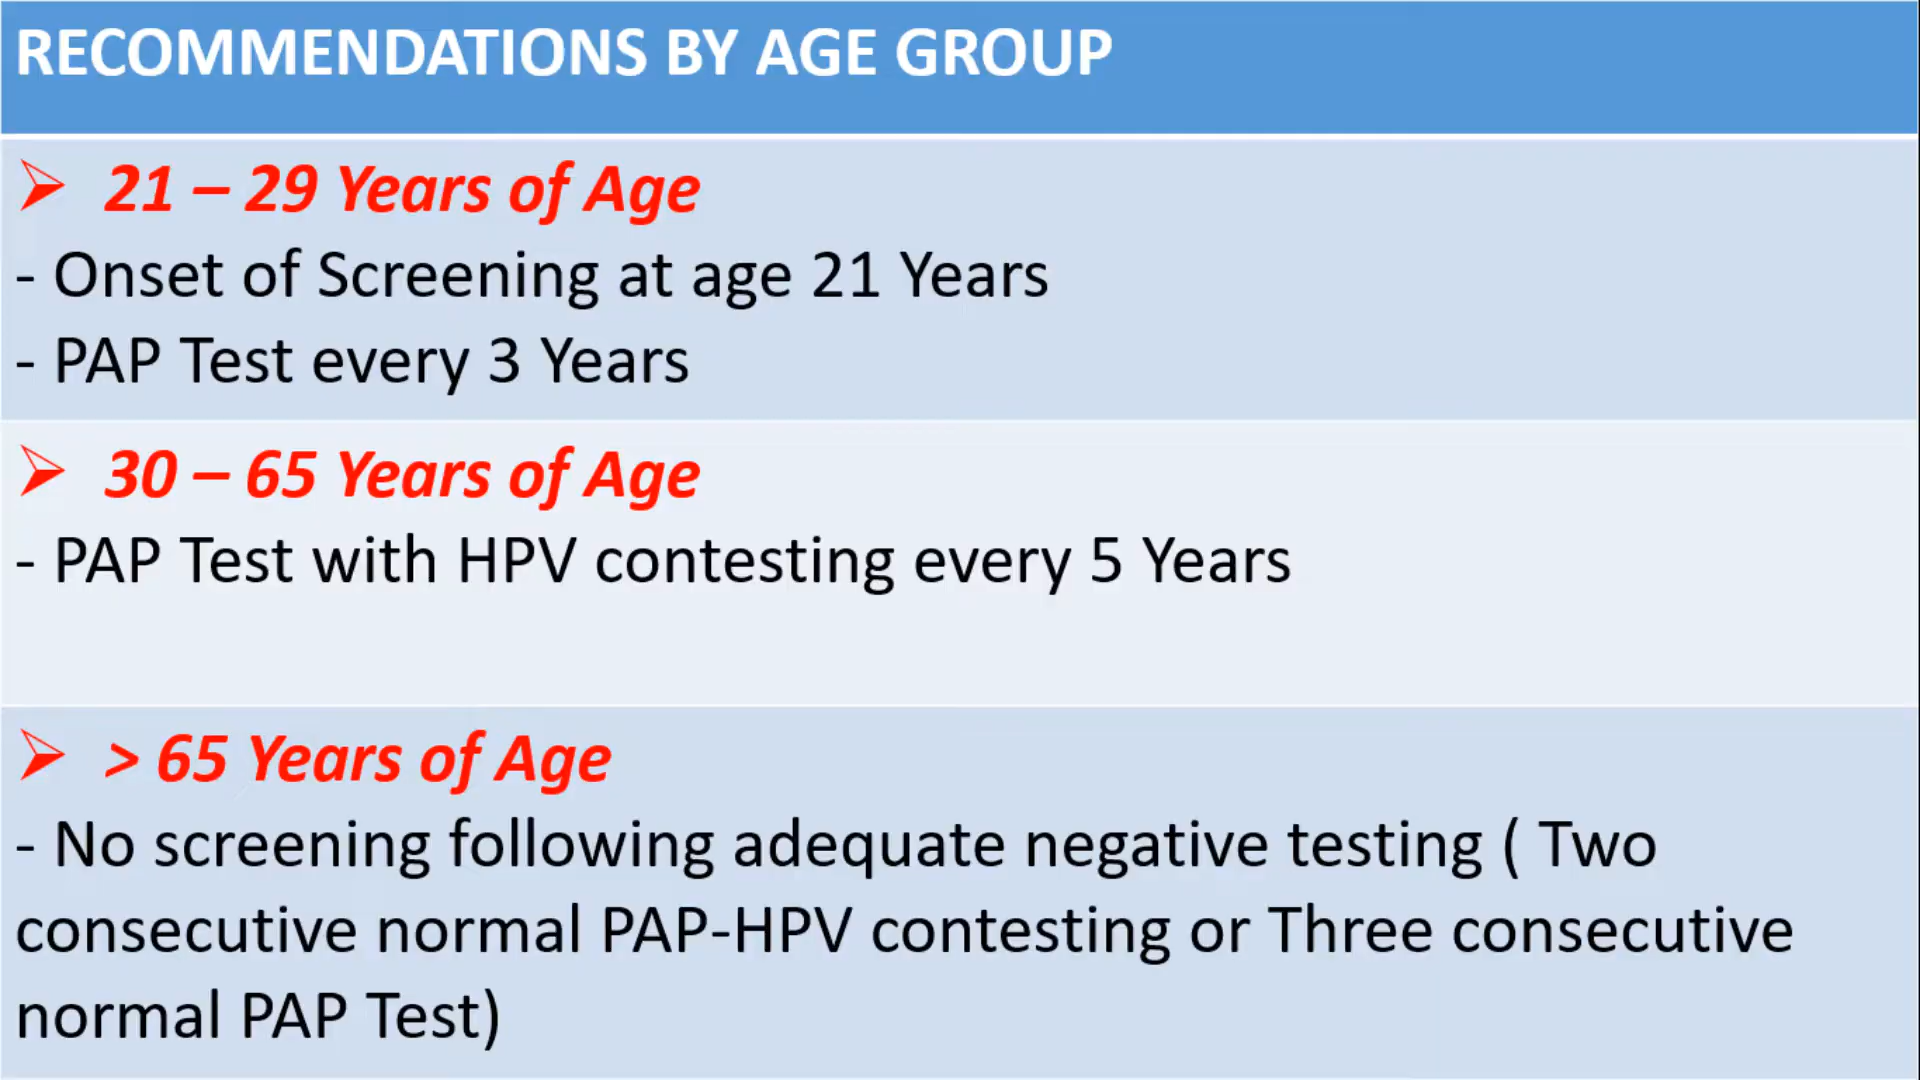 RECOMMENDATIONS BY AGE GROUP
➢ 21 – 29 Years of Age
- Onset of Screening at age 21 Years
- PAP Test every 3 Years
➢ 30 – 65 Years of Age
- PAP Test with HPV contesting every 5 Years
➢ > 65 Years of Age
- No screening following adequate negative testing ( Two
consecutive normal PAP-HPV contesting or Three consecutive
normal PAP Test)